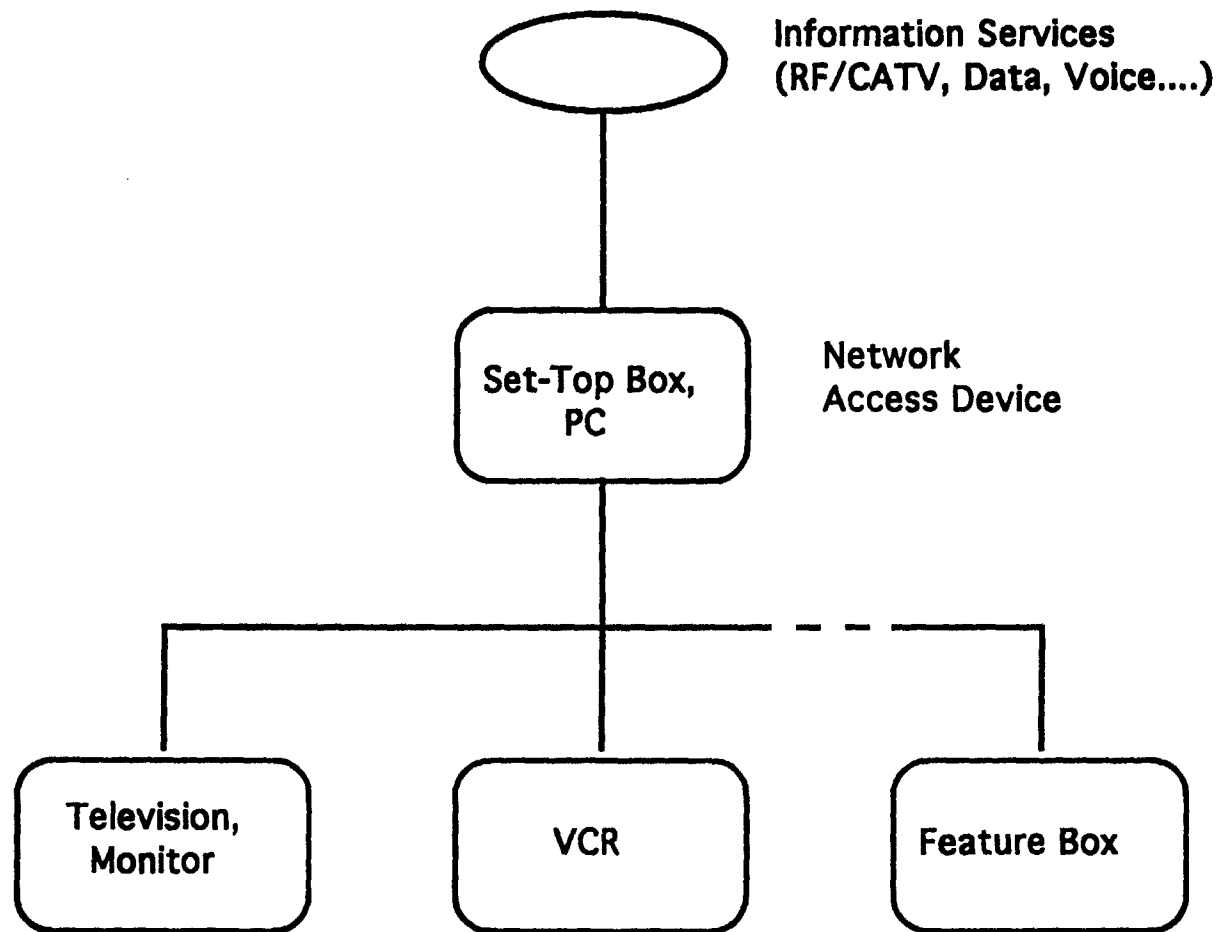 Information Services
(RF/CATV, Data, Voice....)
Set-Top Box,
PC
Network
Access Device
Television,
Monitor
VCR
Feature Box